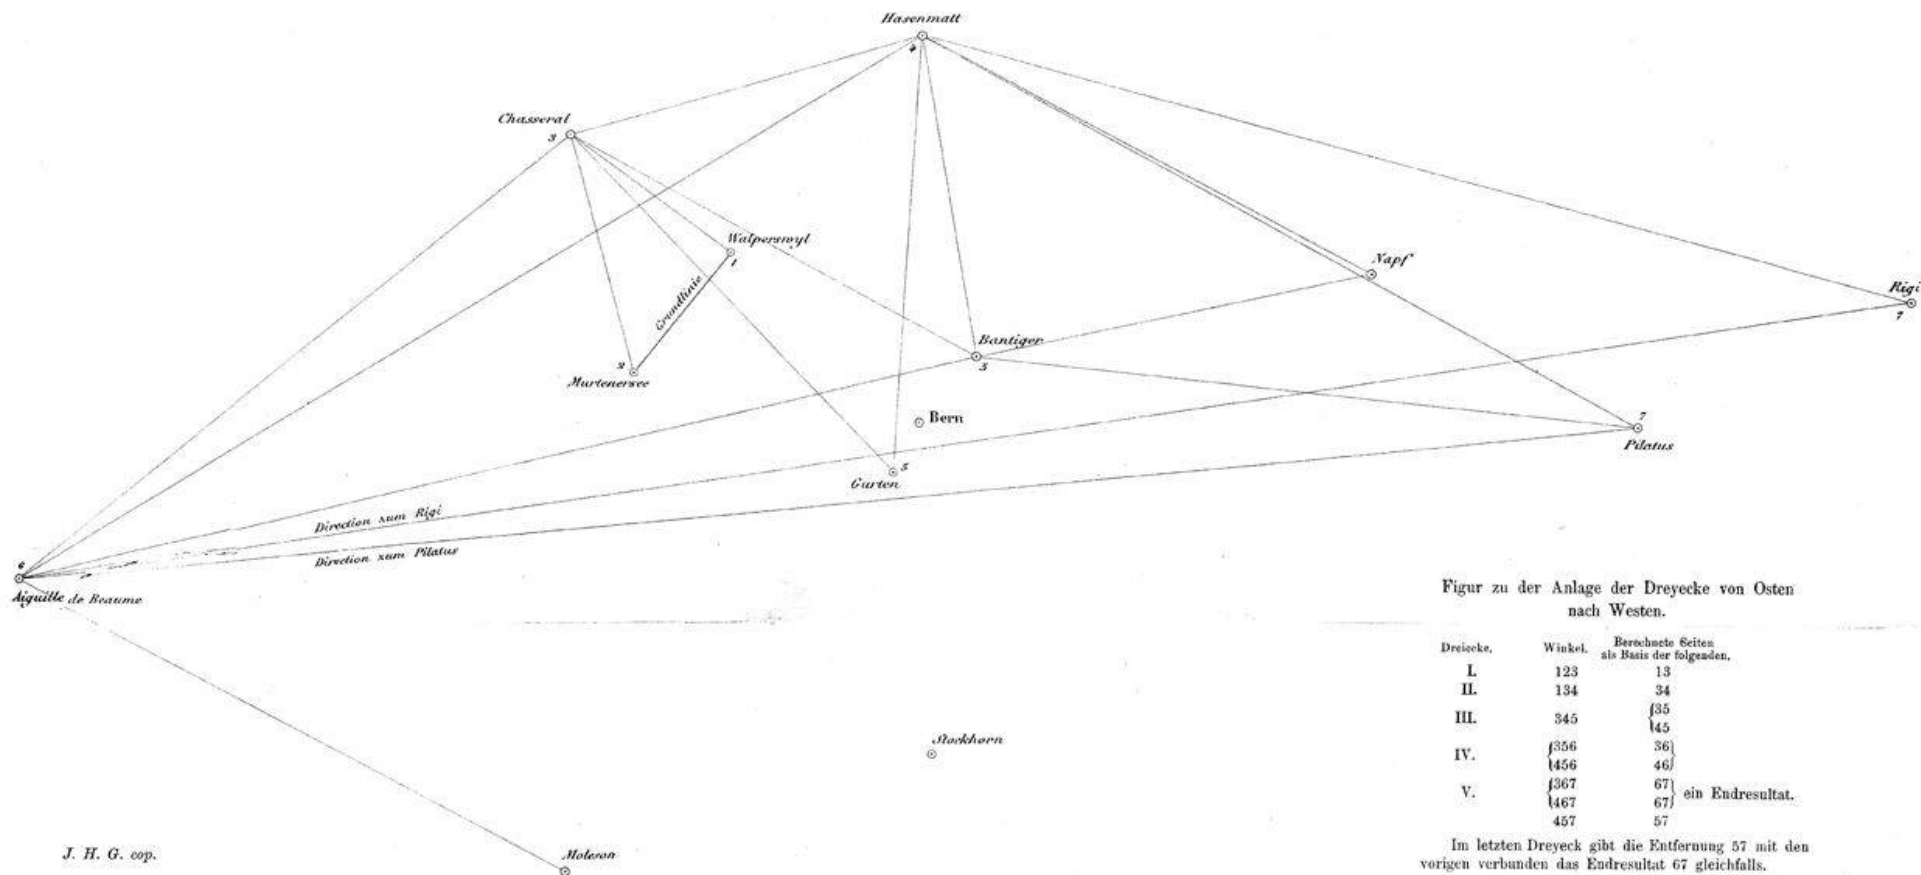 Hasenmatt
4
Chasseral
3
Walperswyl
1
Grundlinie
2
Murtenersee
Napf
Rigi
7
Bantiger
5
Bern
7
Pilatus
5
Gurten
Direction zum Rigi
Direction zum Pilatus
6
Aiguille de Beaume
Stockhorn
Moleson
J. H. G. cop.
Figur zu der Anlage der Dreyecke von Osten
nach Westen.
Dreiecke. Winkel. Berechnete Seiten
als Basis der folgenden.
I. 123 13
II. 134 34
III. 345 {35
{45
IV. {356 36}
{456 46}
V. {367 67}
{467 67} ein Endresultat.
457 57
Im letzten Dreyeck gibt die Entfernung 57 mit den
vorigen verbunden das Endresultat 67 gleichfalls.